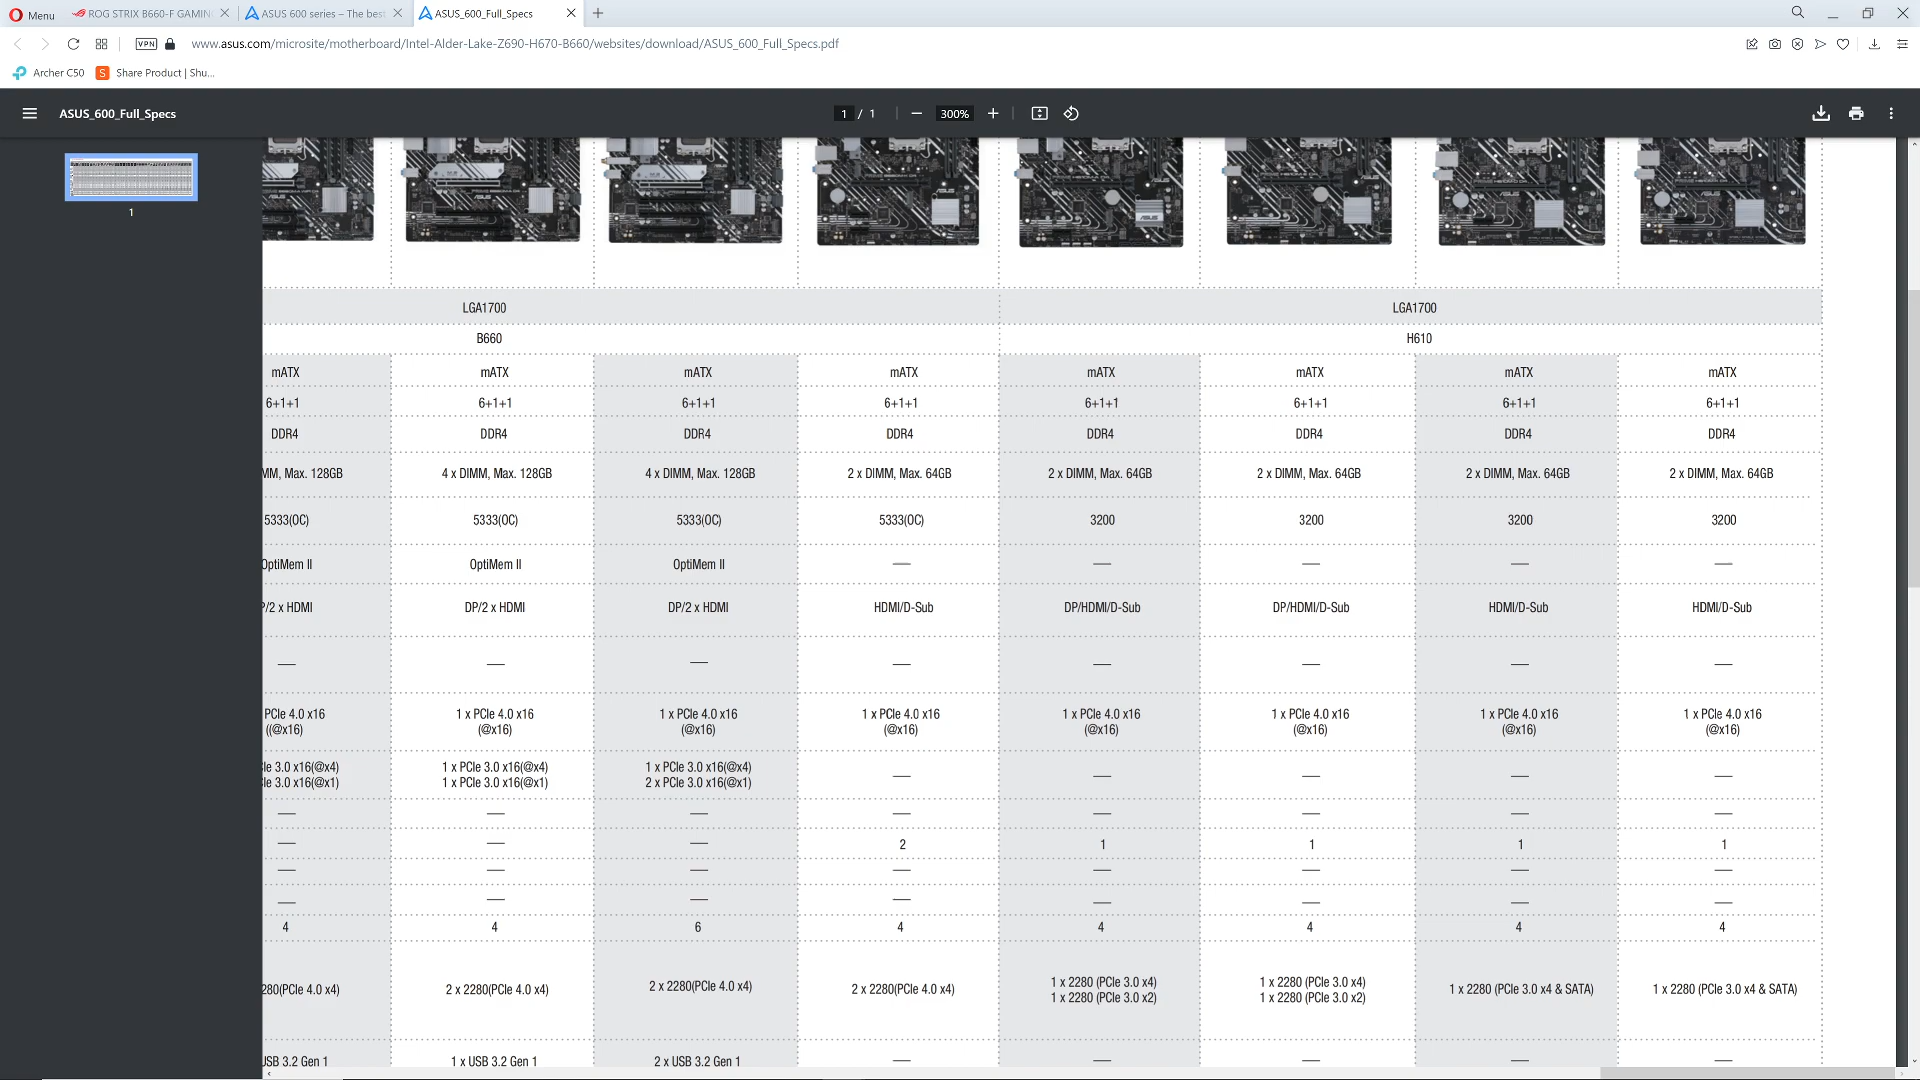 Menu
ROG STRIX B660-F GAMIN
ASUS 600 series – The best
ASUS_600_Full_Specs
VPN
www.asus.com/microsite/motherboard/Intel-Alder-Lake-Z690-H670-B660/websites/download/ASUS_600_Full_Specs.pdf
Archer C50
S Share Product | Shu...
ASUS_600_Full_Specs
1 / 1
300%
1
LGA1700 LGA1700
B660 H610
mATX mATX mATX mATX mATX mATX mATX mATX
6+1+1 6+1+1 6+1+1 6+1+1 6+1+1 6+1+1 6+1+1 6+1+1
DDR4 DDR4 DDR4 DDR4 DDR4 DDR4 DDR4 DDR4
MM, Max. 128GB 4 x DIMM, Max. 128GB 4 x DIMM, Max. 128GB 2 x DIMM, Max. 64GB 2 x DIMM, Max. 64GB 2 x DIMM, Max. 64GB 2 x DIMM, Max. 64GB 2 x DIMM, Max. 64GB
5333(OC) 5333(OC) 5333(OC) 5333(OC) 3200 3200 3200 3200
OptiMem II OptiMem II OptiMem II — — — — —
P/2 x HDMI DP/2 x HDMI DP/2 x HDMI HDMI/D-Sub DP/HDMI/D-Sub DP/HDMI/D-Sub HDMI/D-Sub HDMI/D-Sub
— — — — — — — —
PCIe 4.0 x16 1 x PCIe 4.0 x16 1 x PCIe 4.0 x16 1 x PCIe 4.0 x16 1 x PCIe 4.0 x16 1 x PCIe 4.0 x16 1 x PCIe 4.0 x16 1 x PCIe 4.0 x16
((@x16) (@x16) (@x16) (@x16) (@x16) (@x16) (@x16) (@x16)
Ie 3.0 x16(@x4) 1 x PCIe 3.0 x16(@x4) 1 x PCIe 3.0 x16(@x4) — — — — —
Ie 3.0 x16(@x1) 1 x PCIe 3.0 x16(@x1) 2 x PCIe 3.0 x16(@x1)
— — — — — — — —
— — — 2 1 1 1 1
— — — — — — — —
— — — — — — — —
4 4 6 4 4 4 4 4
280(PCIe 4.0 x4) 2 x 2280(PCIe 4.0 x4) 2 x 2280(PCIe 4.0 x4) 2 x 2280(PCIe 4.0 x4) 1 x 2280 (PCIe 3.0 x4) 1 x 2280 (PCIe 3.0 x4) 1 x 2280 (PCIe 3.0 x4 & SATA) 1 x 2280 (PCIe 3.0 x4 & SATA)
1 x 2280 (PCIe 3.0 x2) 1 x 2280 (PCIe 3.0 x2)
JSB 3.2 Gen 1 1 x USB 3.2 Gen 1 2 x USB 3.2 Gen 1 — — — — —